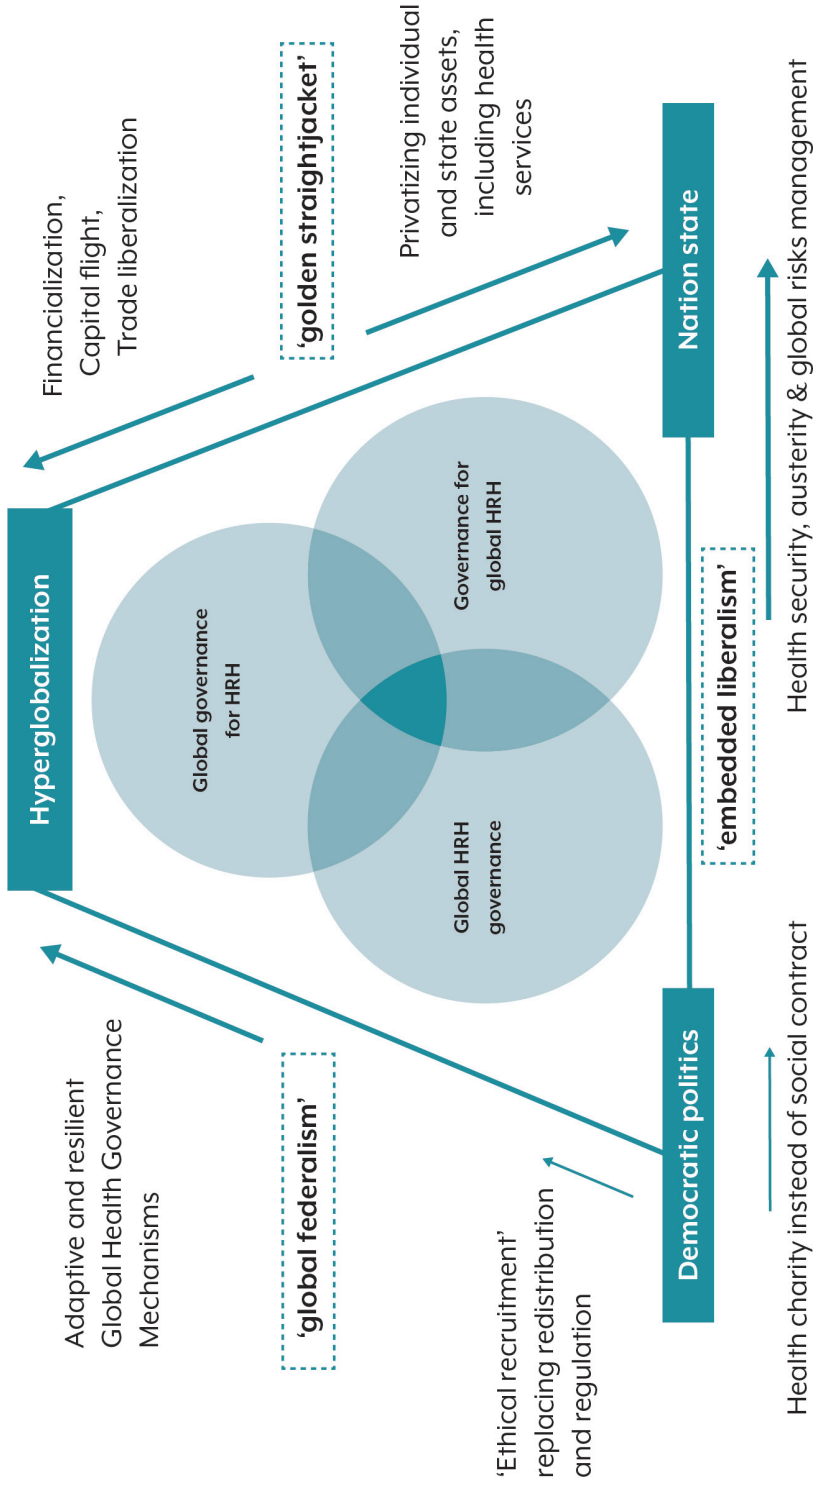 Hyperglobalization
Adaptive and resilient
Global Health Governance
Mechanisms
Financialization,
Capital flight,
Trade liberalization
‘global federalism’
‘golden straightjacket’
Global governance
for HRH
Privatizing individual
and state assets,
including health
services
‘Ethical recruitment’
replacing redistribution
and regulation
Global HRH
governance
Governance for
global HRH
Democratic politics
Nation state
‘embedded liberalism’
Health charity instead of social contract
Health security, austerity & global risks management